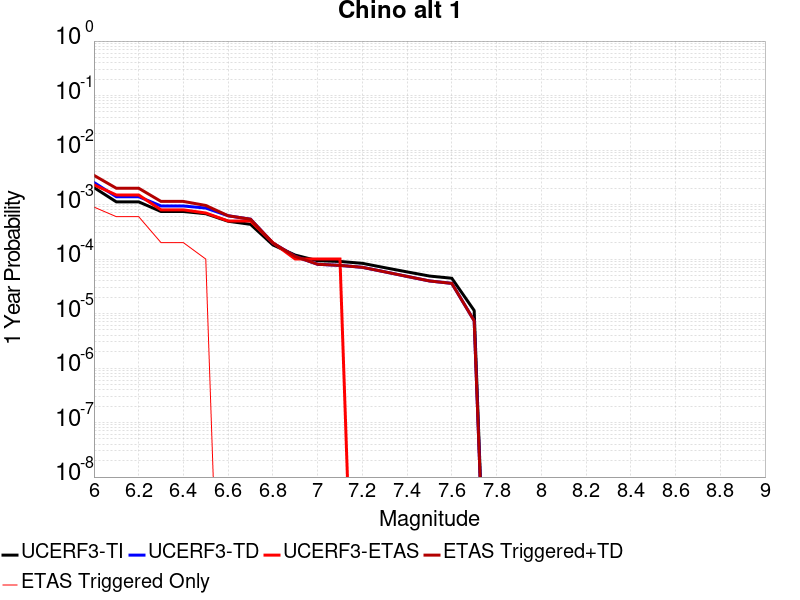 Chino alt 1
10^0
10^-1
10^-2
10^-3
10^-4
10^-5
10^-6
10^-7
10^-8
1 Year Probability
6 6.2 6.4 6.6 6.8 7 7.2 7.4 7.6 7.8 8 8.2 8.4 8.6 8.8 9
Magnitude
UCERF3-TI UCERF3-TD UCERF3-ETAS ETAS Triggered+TD
ETAS Triggered Only